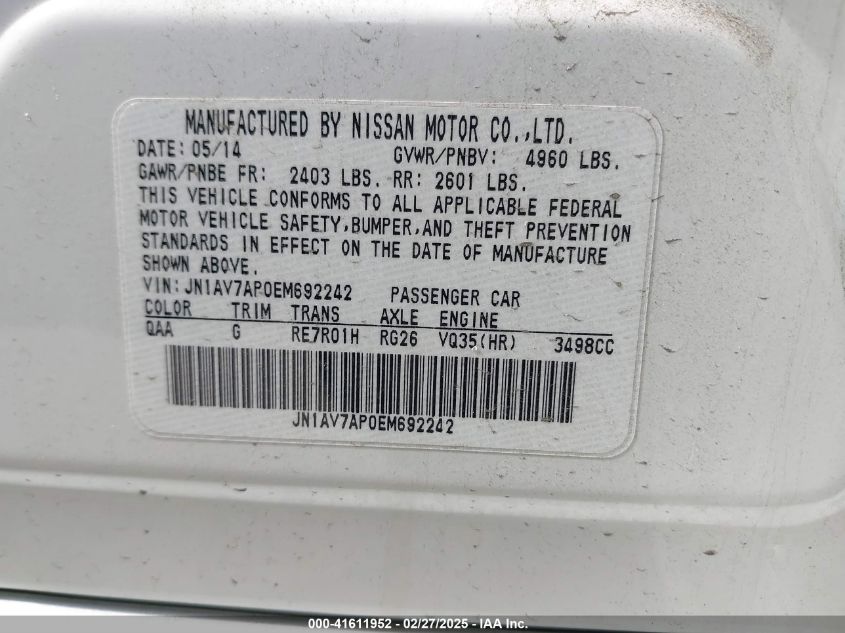 MANUFACTURED BY NISSAN MOTOR CO.,LTD.
DATE: 05/14 GVWR/PNBV: 4960 LBS.
GAWR/PNBE FR: 2403 LBS. RR: 2601 LBS.
THIS VEHICLE CONFORMS TO ALL APPLICABLE FEDERAL
MOTOR VEHICLE SAFETY,BUMPER,AND THEFT PREVENTION
STANDARDS IN EFFECT ON THE DATE OF MANUFACTURE
SHOWN ABOVE.
VIN:JN1AV7AP0EM692242 PASSENGER CAR
COLOR TRIM TRANS AXLE ENGINE
QAA G RE7R01H RG26 VQ35(HR) 3498CC
JN1AV7AP0EM692242
000-41611952 - 02/27/2025 - IAA Inc.